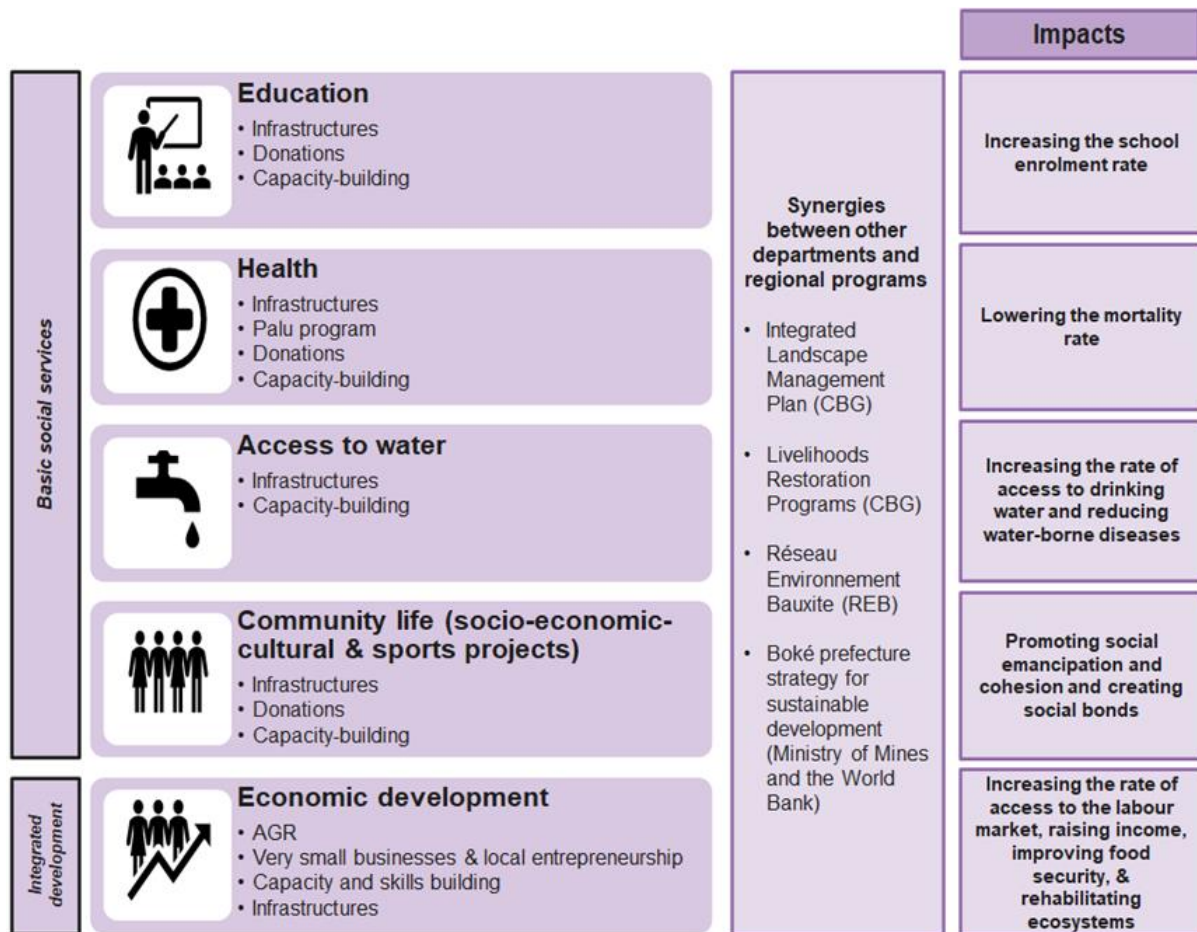 Impacts
Basic social services
Education
• Infrastructures
• Donations
• Capacity-building
Health
• Infrastructures
• Palu program
• Donations
• Capacity-building
Access to water
• Infrastructures
• Capacity-building
Community life (socio-economic-
cultural & sports projects)
• Infrastructures
• Donations
• Capacity-building
Integrated
development
Economic development
• AGR
• Very small businesses & local entrepreneurship
• Capacity and skills building
• Infrastructures
Synergies
between other
departments and
regional programs
• Integrated
Landscape
Management
Plan (CBG)
• Livelihoods
Restoration
Programs (CBG)
• Réseau
Environnement
Bauxite (REB)
• Boké prefecture
strategy for
sustainable
development
(Ministry of Mines
and the World
Bank)
Increasing the school
enrolment rate
Lowering the mortality
rate
Increasing the rate of
access to drinking
water and reducing
water-borne diseases
Promoting social
emancipation and
cohesion and creating
social bonds
Increasing the rate of
access to the labour
market, raising income,
improving food
security, &
rehabilitating
ecosystems